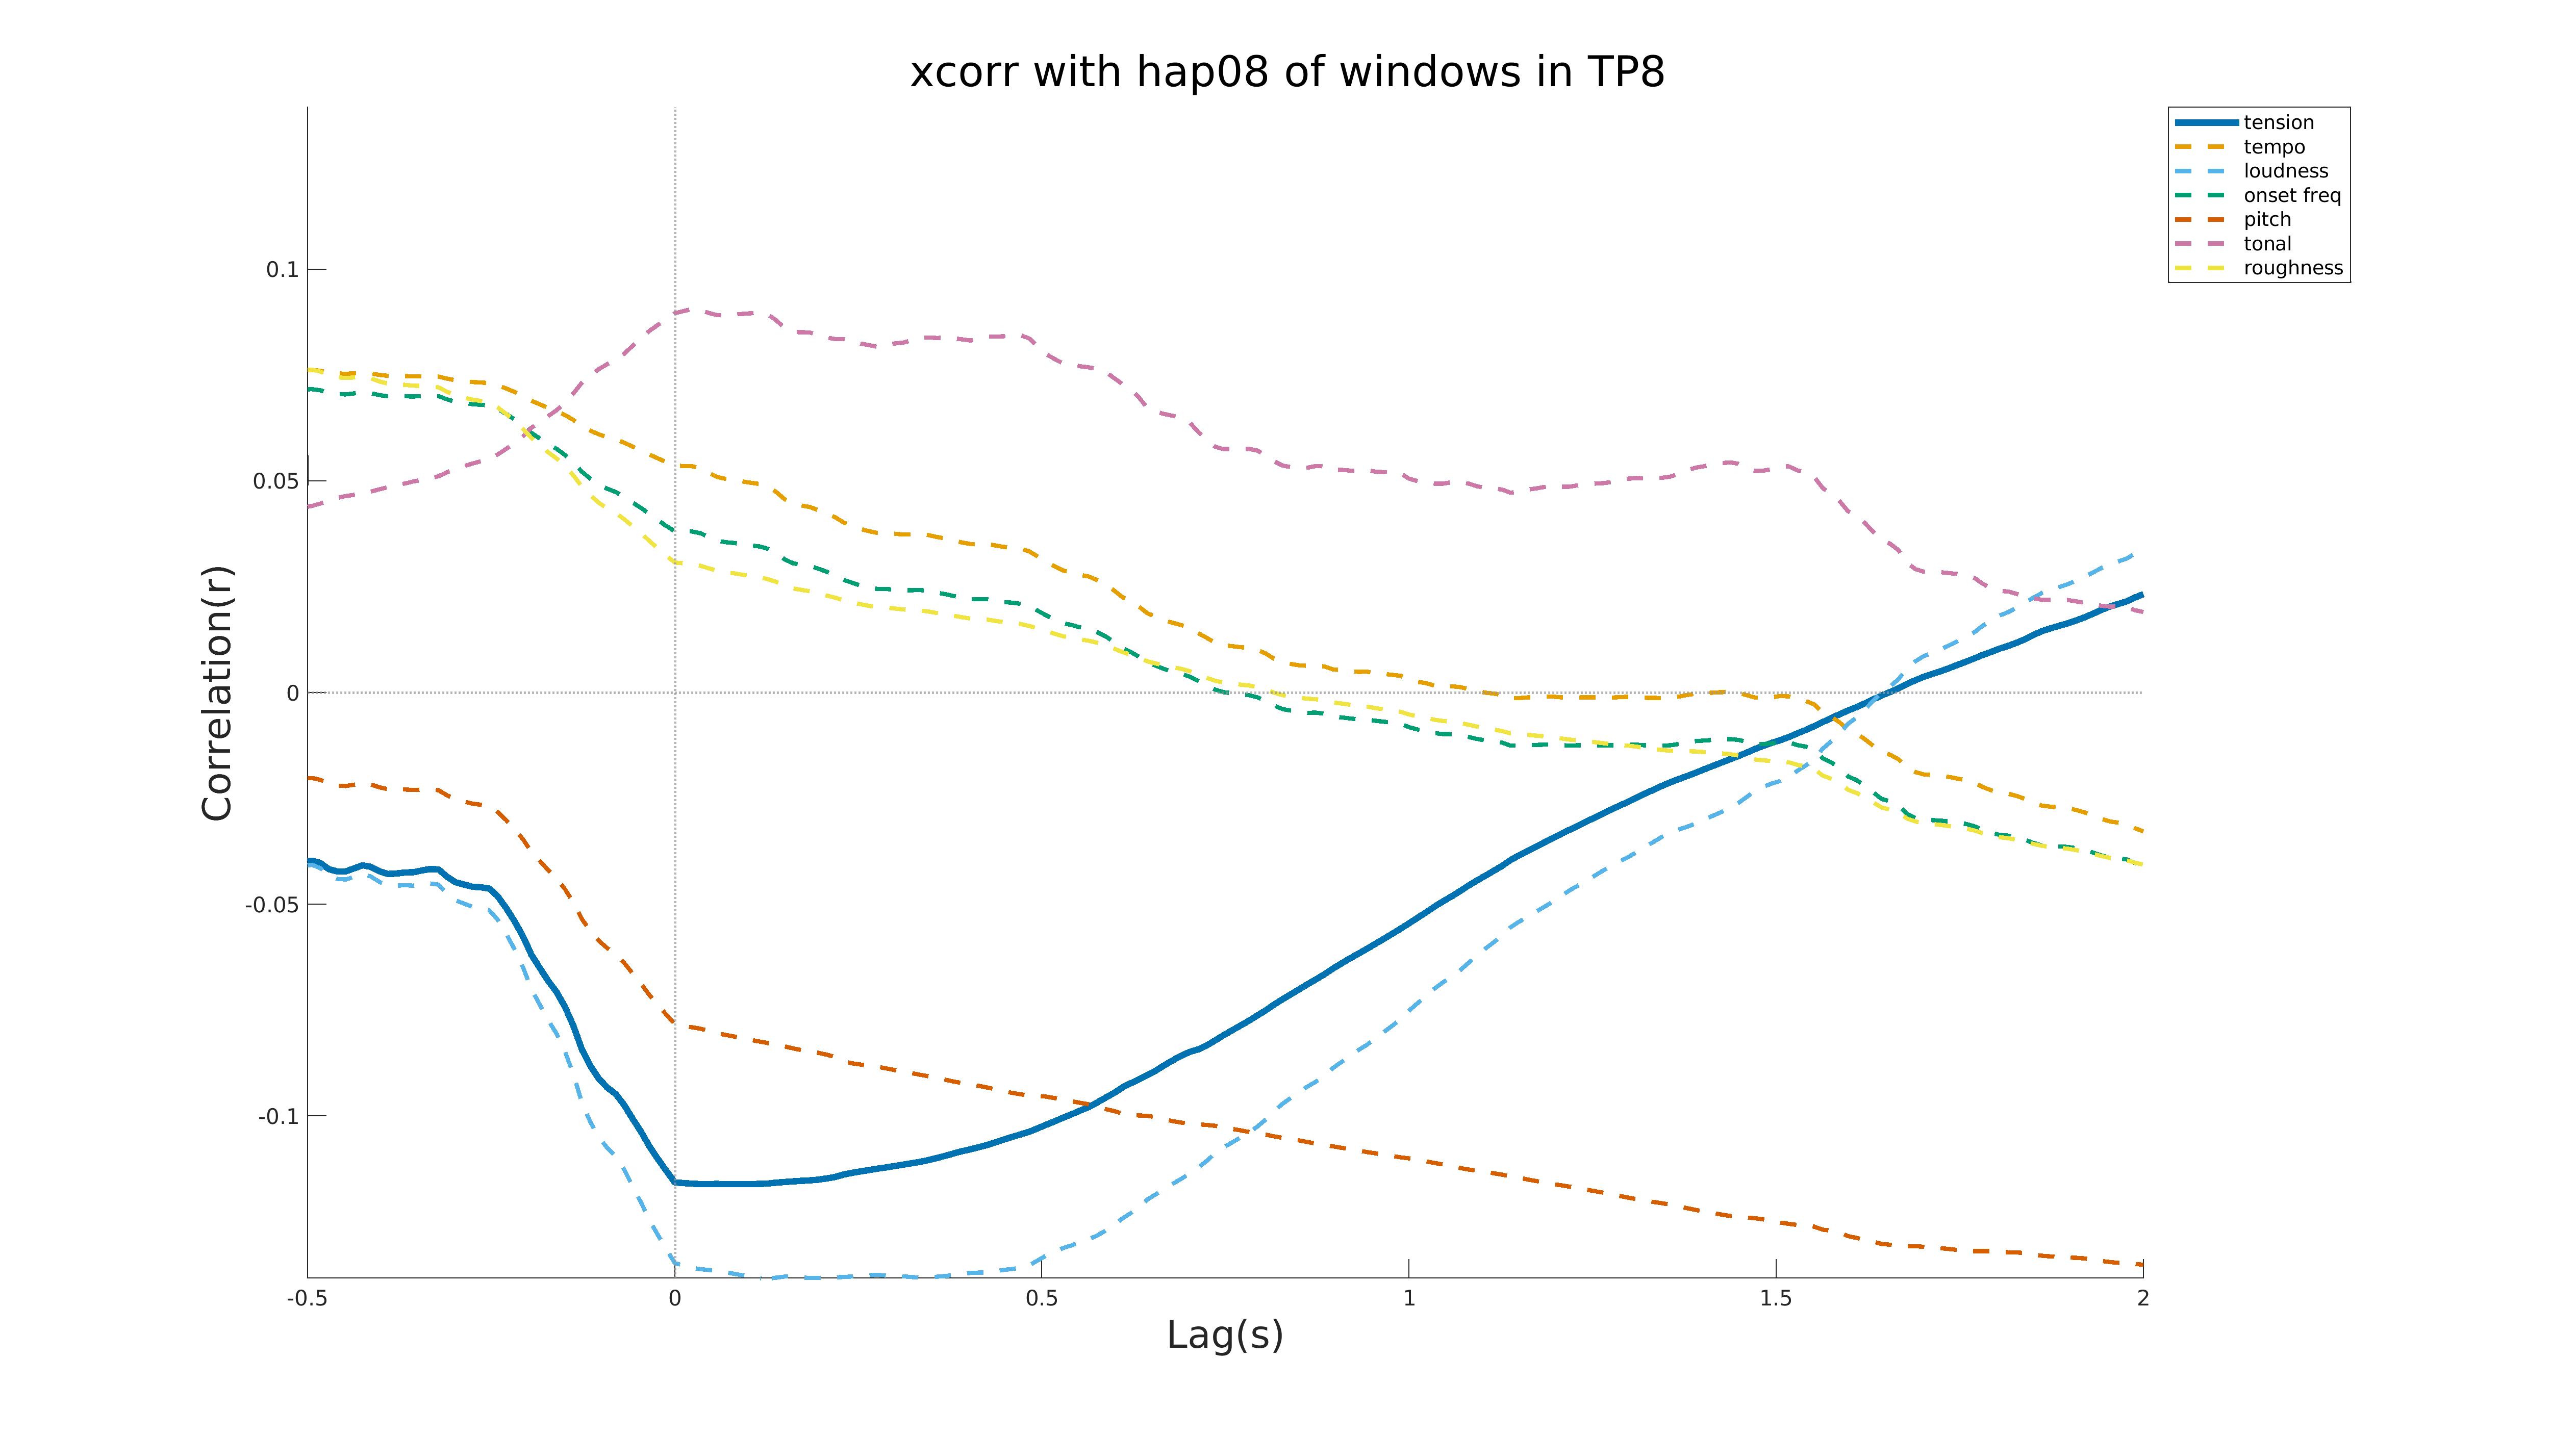 xcorr with hap08 of windows in TP8
tension
tempo
loudness
onset freq
pitch
tonal
roughness
0.1
0.05
0
-0.05
-0.1
Correlation(r)
-0.5
0
0.5
1
1.5
2
Lag(s)